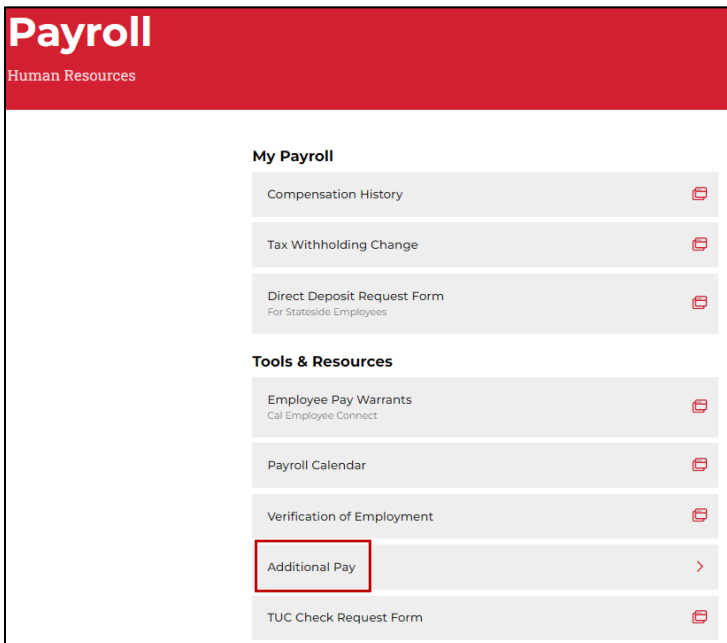 Payroll
Human Resources
My Payroll
Compensation History
Tax Withholding Change
Direct Deposit Request Form
For Stateside Employees
Tools & Resources
Employee Pay Warrants
Cal Employee Connect
Payroll Calendar
Verification of Employment
Additional Pay
TUC Check Request Form